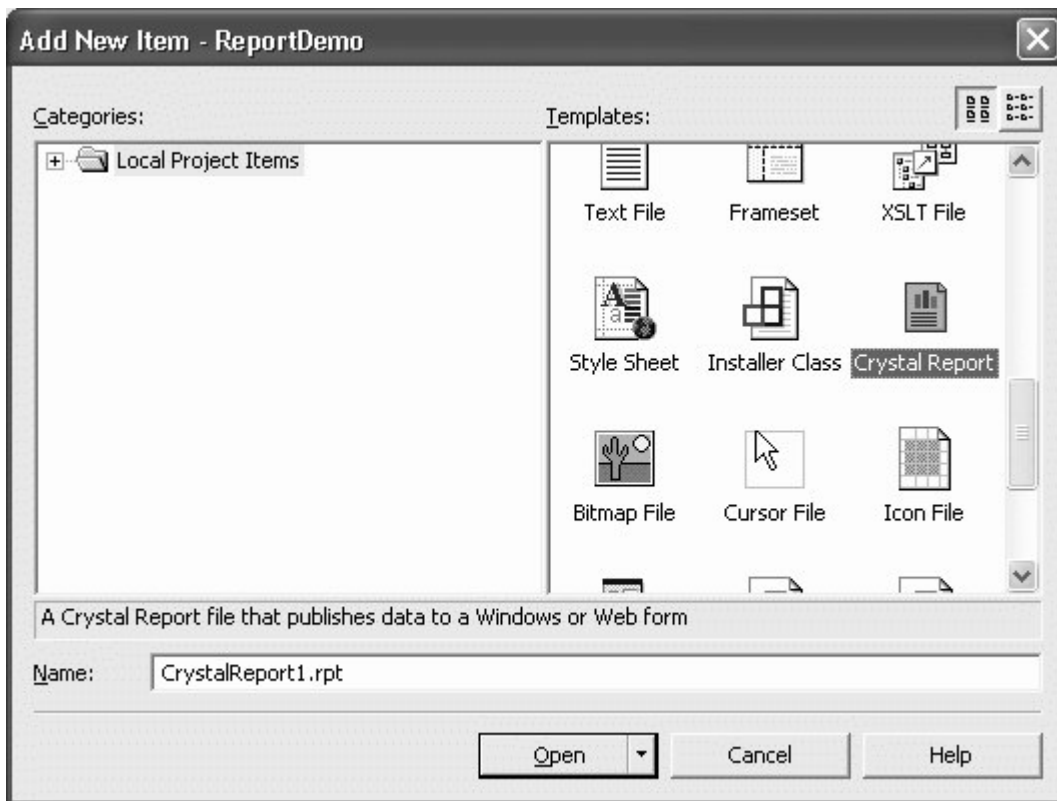 Add New Item - ReportDemo
Categories:
Templates:
Local Project Items
Text File
Frameset
XSLT File
Style Sheet
Installer Class
Crystal Report
Bitmap File
Cursor File
Icon File
A Crystal Report file that publishes data to a Windows or Web form
Name:
CrystalReport1.rpt
Open
Cancel
Help